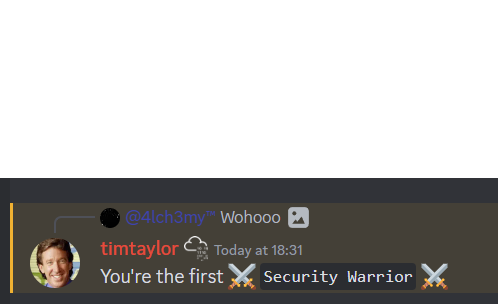 @4lch3my™ Wohooo
timtaylor Today at 18:31
You're the first ⚔️ Security Warrior ⚔️